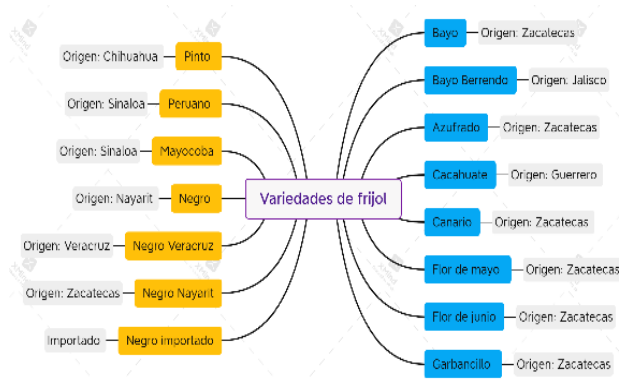 Variedades de frijol
Bayo
Origen: Zacatecas
Bayo Berrendo
Origen: Jalisco
Azufrado
Origen: Zacatecas
Cacahuate
Origen: Guerrero
Canario
Origen: Zacatecas
Flor de mayo
Origen: Zacatecas
Flor de junio
Origen: Zacatecas
Garbancillo
Origen: Zacatecas
Origen: Chihuahua
Pinto
Origen: Sinaloa
Peruano
Origen: Sinaloa
Mayocoba
Origen: Nayarit
Negro
Origen: Veracruz
Negro Veracruz
Origen: Zacatecas
Negro Nayarit
Importado
Negro importado